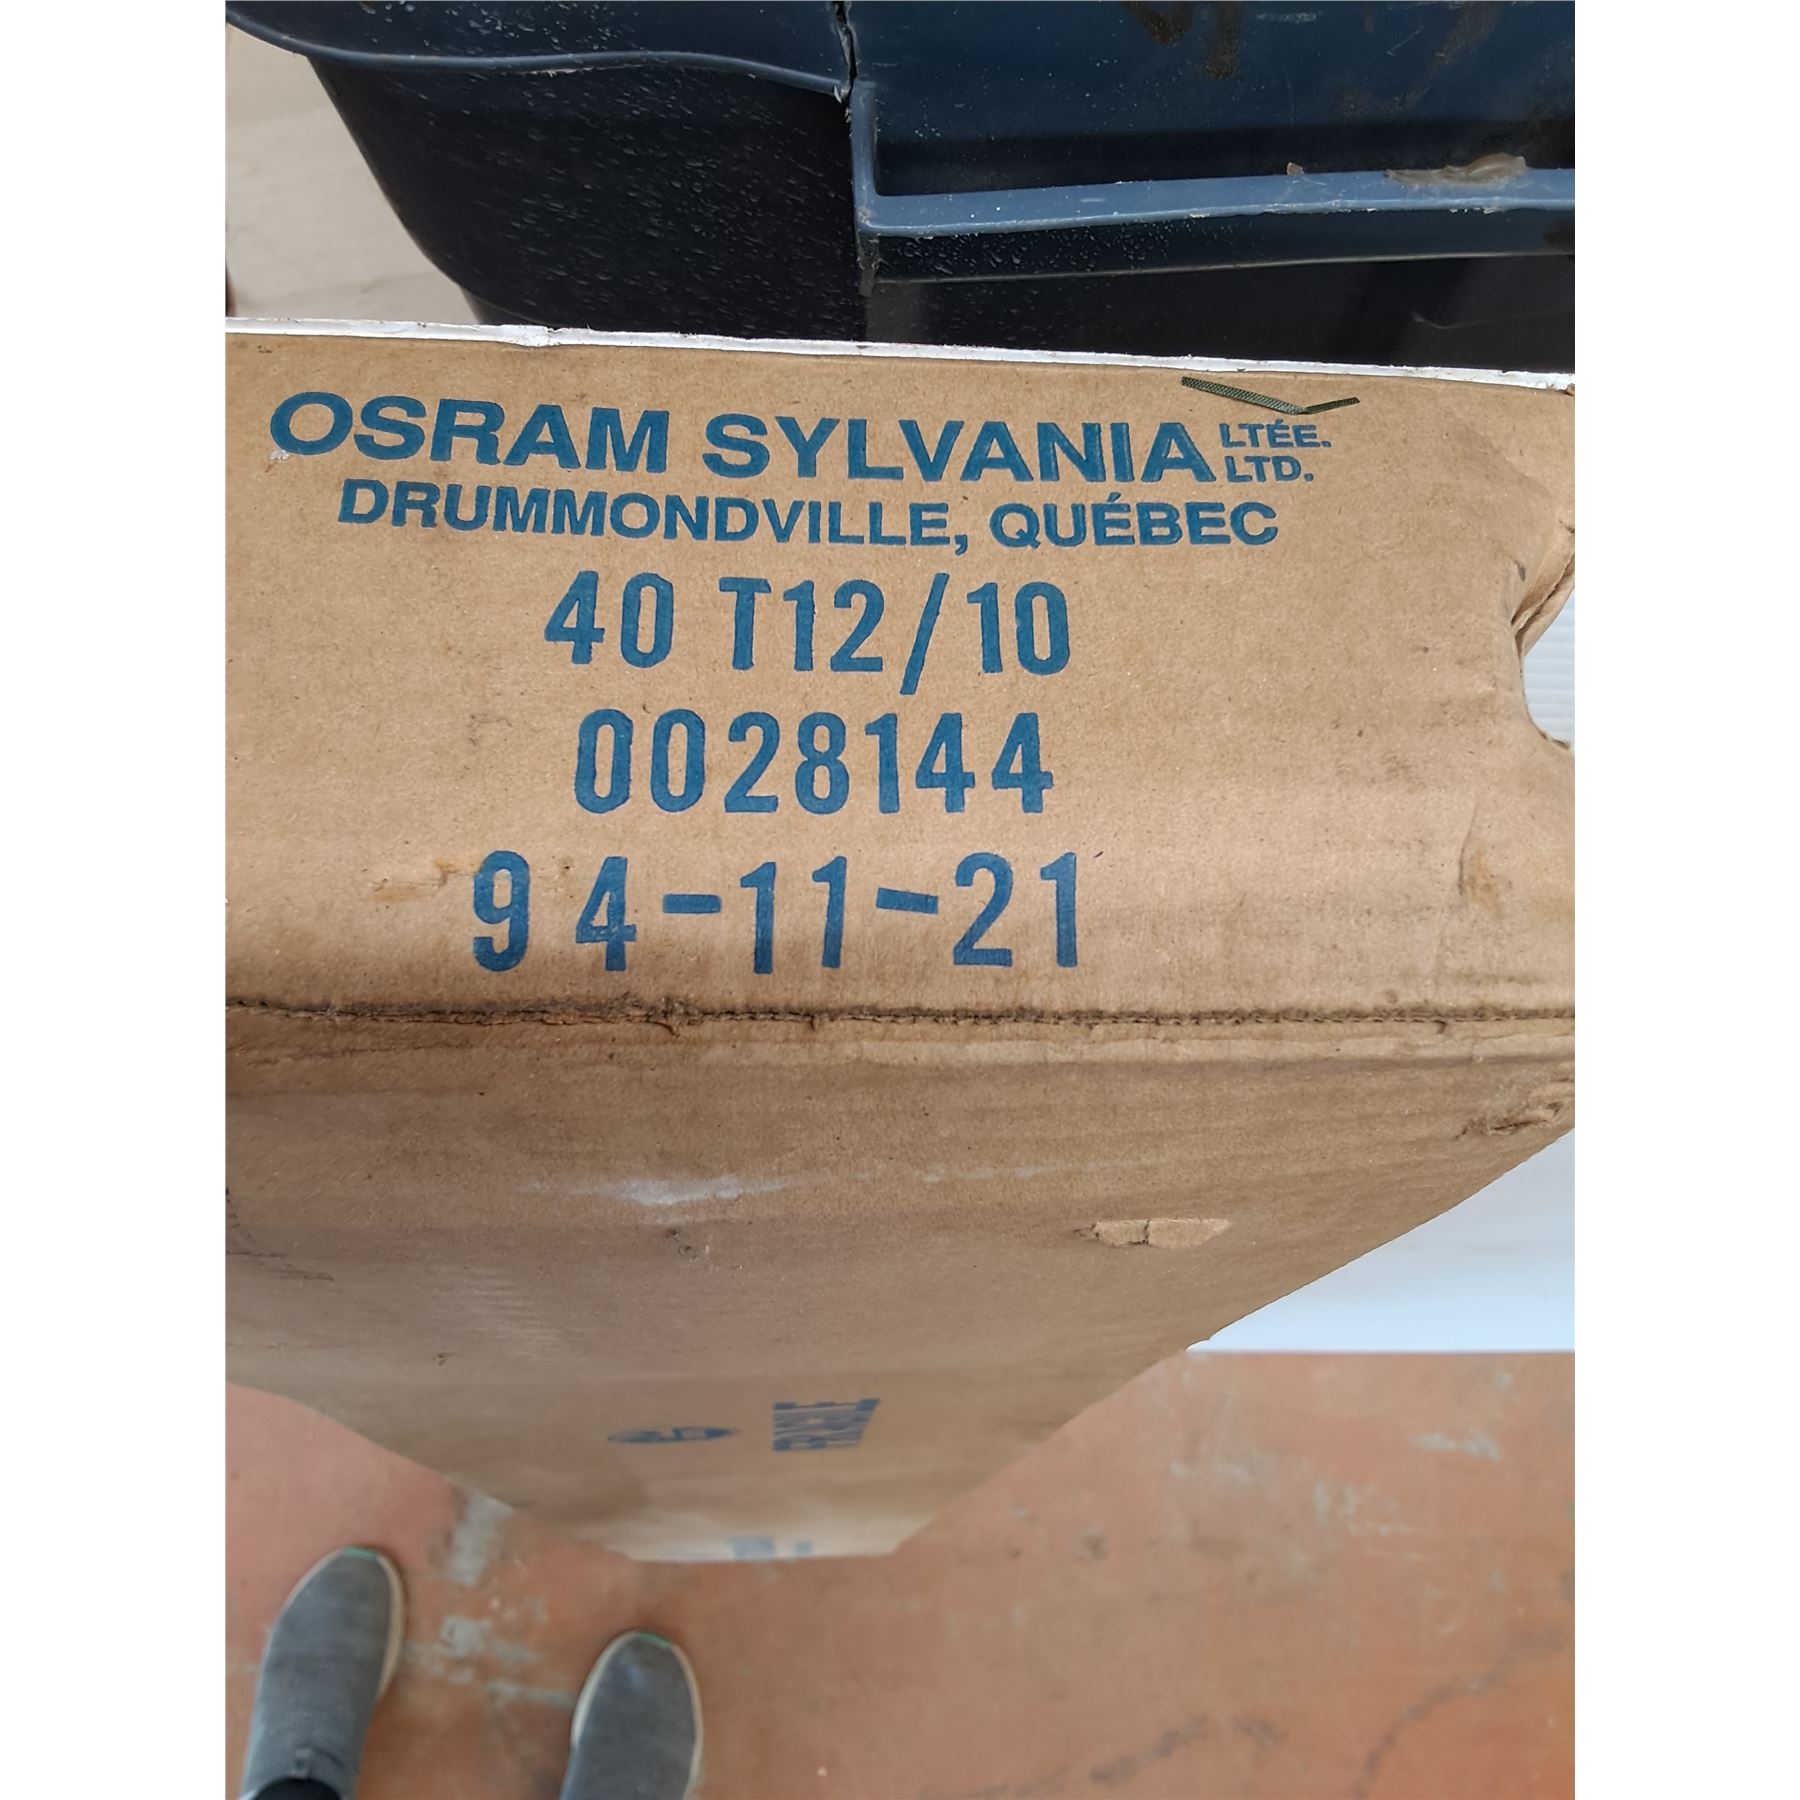 OSRAM SYLVANIA LTÉE.
LTD.
DRUMMONDVILLE, QUÉBEC
40 T12/10
0028144
94-11-21